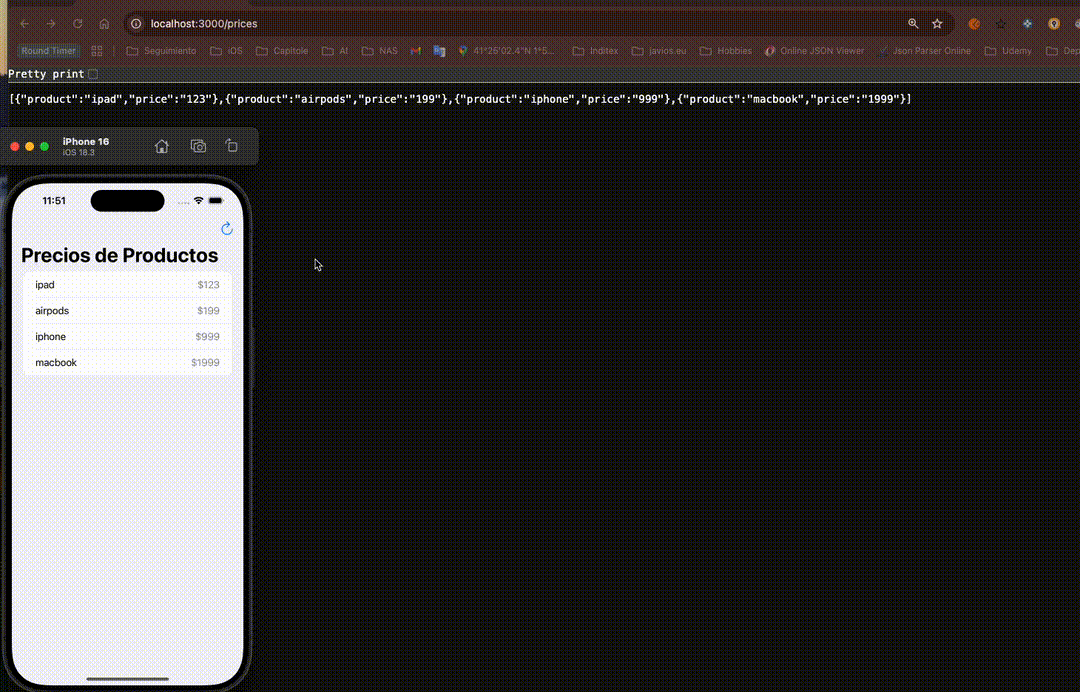 localhost:3000/prices
Round Timer Seguimiento iOS Capitole AI NAS 41°25'02.4"N 1°5... Inditex javios.eu Hobbies Online JSON Viewer Json Parser Online Udemy Dep
Pretty print
[{"product":"ipad","price":"123"},{"product":"airpods","price":"199"},{"product":"iphone","price":"999"},{"product":"macbook","price":"1999"}]
iPhone 16
iOS 18.3
11:51
Precios de Productos
ipad $123
airpods $199
iphone $999
macbook $1999